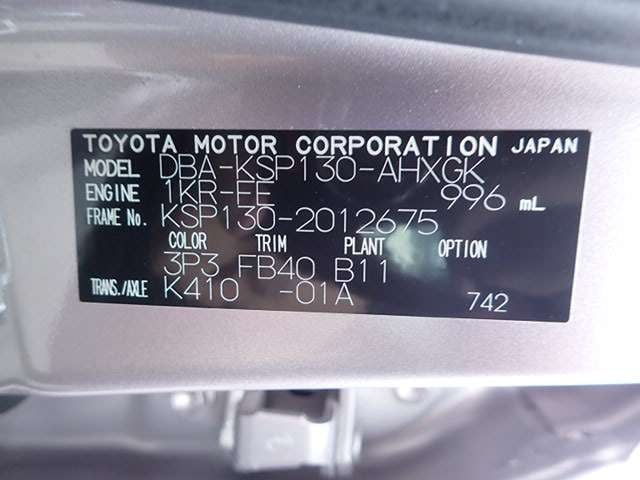 TOYOTA MOTOR CORPORATION JAPAN
MODEL DBA-KSP130-AHXGK
ENGINE 1KR-FE 996 mL
FRAME No. KSP130-2012675
COLOR TRIM PLANT OPTION
3P3 FB40 B11
TRANS./AXLE K410 -01A 742